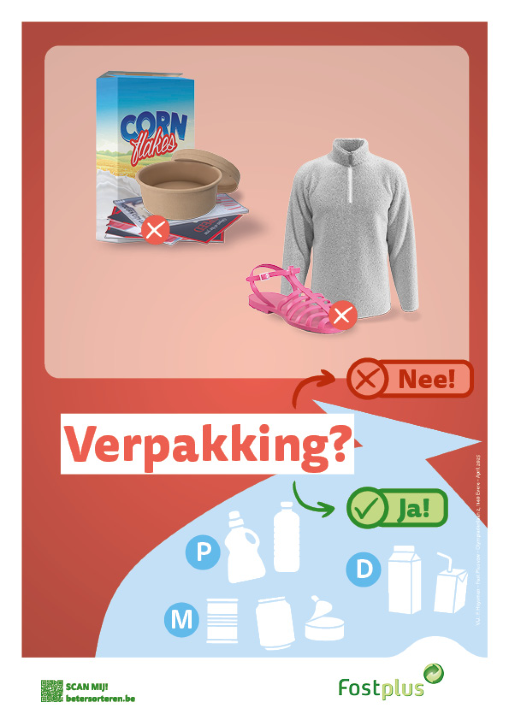 CORN
flakes
Nee!
Verpakking?
Ja!
P
D
M
SCAN MIJ!
betersorteren.be
Fostplus